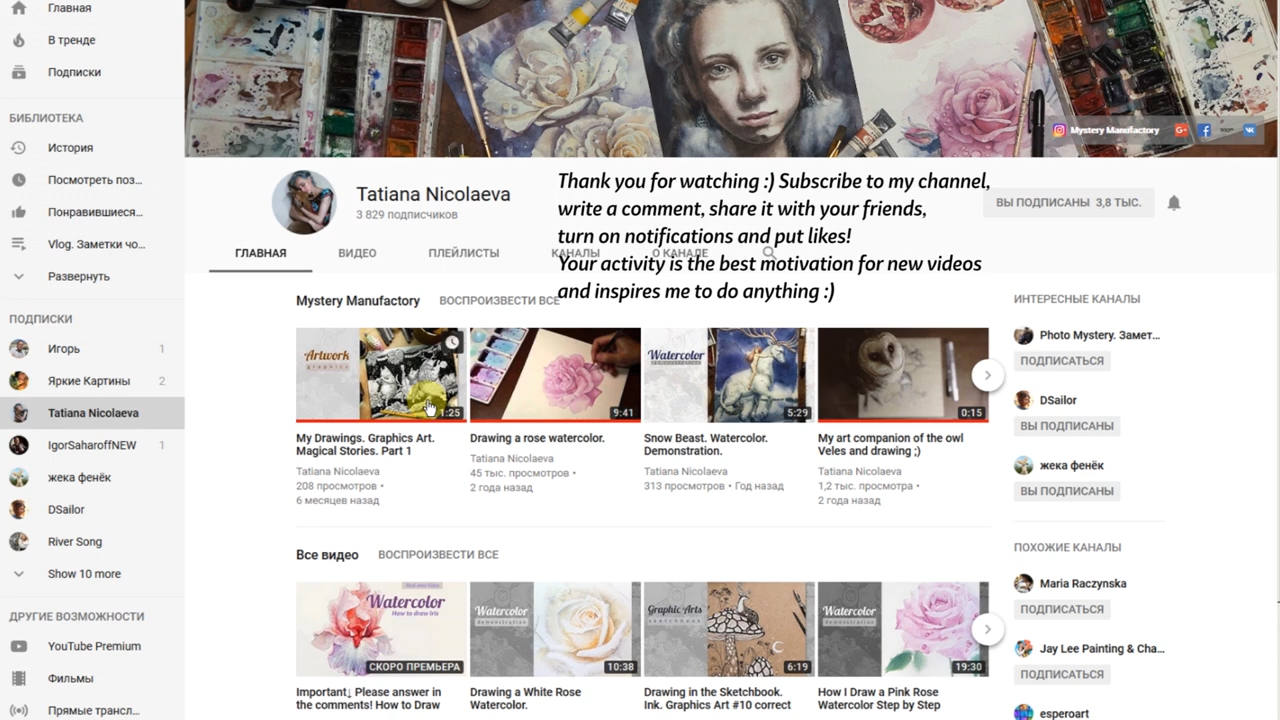 Главная
В тренде
Подписки
БИБЛИОТЕКА
История
Посмотреть поз...
Понравившиеся...
Vlog. Заметки чо...
Развернуть
ПОДПИСКИ
Игорь 1
Яркие Картины 2
Tatiana Nicolaeva
IgorSaharoffNEW 1
жека фенёк
DSailor
River Song
Show 10 more
ДРУГИЕ ВОЗМОЖНОСТИ
YouTube Premium
Фильмы
Прямые трансл...
Mystery Manufactory
Tatiana Nicolaeva
3 829 подписчиков
Thank you for watching :) Subscribe to my channel,
write a comment, share it with your friends,
turn on notifications and put likes!
Your activity is the best motivation for new videos
and inspires me to do anything :)
ВЫ ПОДПИСАНЫ 3,8 ТЫС.
ГЛАВНАЯ ВИДЕО ПЛЕЙЛИСТЫ КАНАЛЫ О КАНАЛЕ
Mystery Manufactory ВОСПРОИЗВЕСТИ ВСЕ
Artwork
graphics
1:25
My Drawings. Graphics Art.
Magical Stories. Part 1
Tatiana Nicolaeva
208 просмотров •
6 месяцев назад
9:41
Drawing a rose watercolor.
Tatiana Nicolaeva
45 тыс. просмотров •
2 года назад
Watercolor
demonstration
5:29
Snow Beast. Watercolor.
Demonstration.
Tatiana Nicolaeva
313 просмотров • Год назад
0:15
My art companion of the owl
Veles and drawing ;)
Tatiana Nicolaeva
1,2 тыс. просмотра •
2 года назад
Все видео ВОСПРОИЗВЕСТИ ВСЕ
Watercolor
How to draw iris
СКОРО ПРЕМЬЕРА
Important↓ Please answer in
the comments! How to Draw
Watercolor
demonstration
10:38
Drawing a White Rose
Watercolor.
Graphic Arts
sketchbook
6:19
Drawing in the Sketchbook.
Ink. Graphics Art #10 correct
Watercolor
demonstration
19:30
How I Draw a Pink Rose
Watercolor Step by Step
ИНТЕРЕСНЫЕ КАНАЛЫ
Photo Mystery. Замет...
ПОДПИСАТЬСЯ
DSailor
ВЫ ПОДПИСАНЫ
жека фенёк
ВЫ ПОДПИСАНЫ
ПОХОЖИЕ КАНАЛЫ
Maria Raczynska
ПОДПИСАТЬСЯ
Jay Lee Painting & Cha...
ПОДПИСАТЬСЯ
esperoart